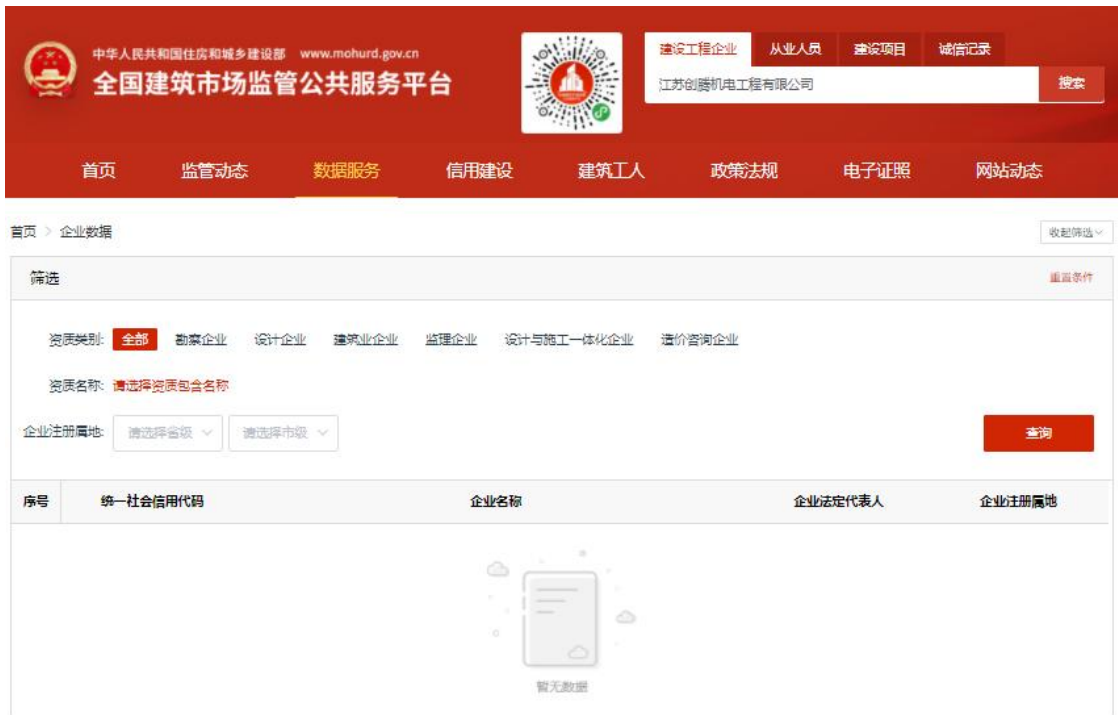 中华人民共和国住房和城乡建设部 www.mohurd.gov.cn
全国建筑市场监管公共服务平台
建设工程企业 从业人员 建设项目 诚信记录
江苏创腾机电工程有限公司 搜索
首页 监管动态 数据服务 信用建设 建筑工人 政策法规 电子证照 网站动态
首页 > 企业数据 收起筛选
筛选 重置条件
资质类别: 全部 勘察企业 设计企业 建筑业企业 监理企业 设计与施工一体化企业 造价咨询企业
资质名称: 请选择资质包含名称
企业注册属地: 请选择省级 请选择市级 查询
序号 统一社会信用代码 企业名称 企业法定代表人 企业注册属地
暂无数据